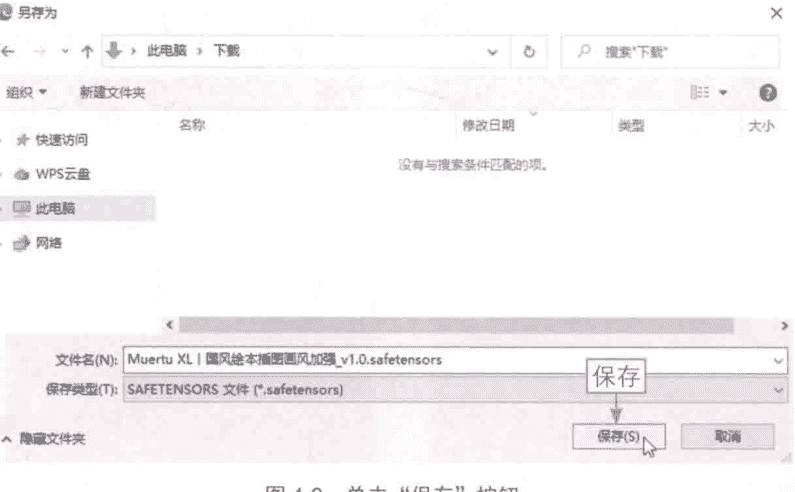 另存为
此电脑 > 下载
搜索"下载"
组织 新建文件夹
名称 修改日期 类型 大小
没有与搜索条件匹配的项。
快速访问
WPS云盘
此电脑
网络
文件名(N): Muertu XL丨国风绘本插图画风加强_v1.0.safetensors
保存类型(T): SAFETENSORS 文件 (*.safetensors)
保存
隐藏文件夹 保存(S) 取消